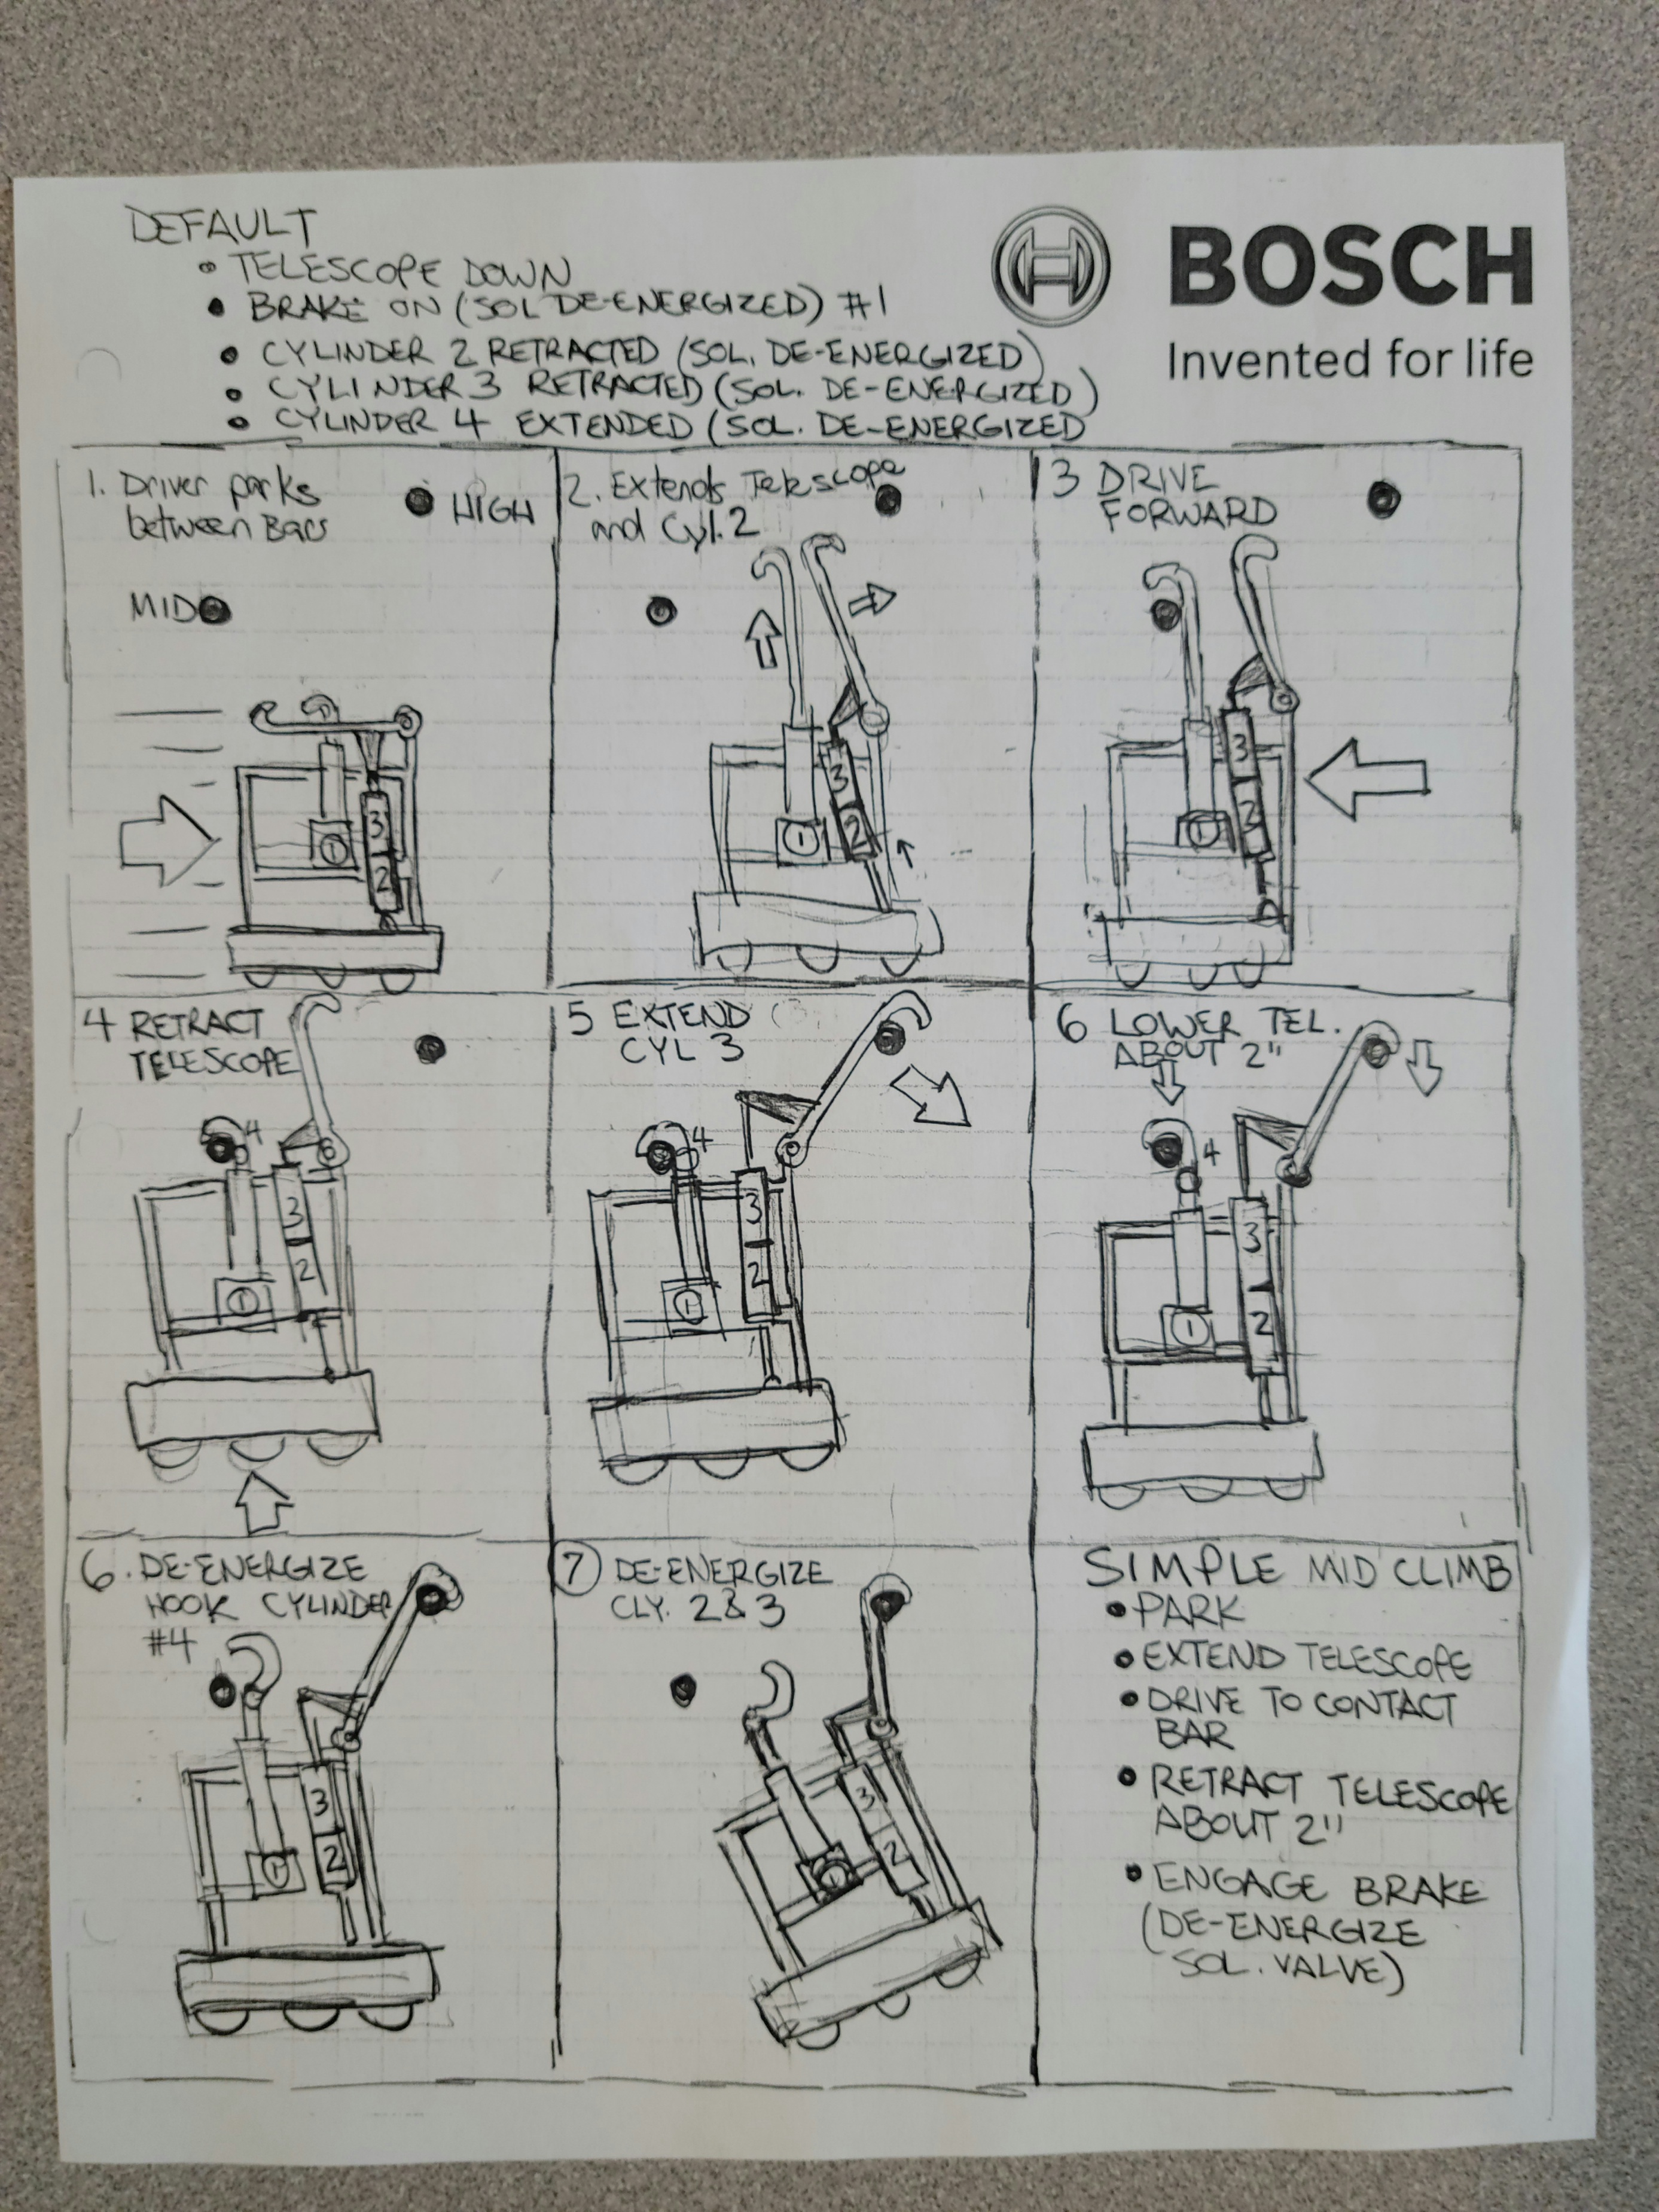 DEFAULT
• TELESCOPE DOWN
• BRAKE ON (SOL DE-ENERGIZED) #1
• CYLINDER 2 RETRACTED (SOL. DE-ENERGIZED)
• CYLINDER 3 RETRACTED (SOL. DE-ENERGIZED)
• CYLINDER 4 EXTENDED (SOL. DE-ENERGIZED
BOSCH
Invented for life
1. Driver parks
between Bars
HIGH
MID
3
1
2
2. Extends Telescope
and Cyl. 2
3
1
2
3 DRIVE
FORWARD
3
2
1
4 RETRACT
TELESCOPE
4
3
2
1
5 EXTEND
CYL 3
4
3
2
1
6 LOWER TEL.
ABOUT 2"
4
3
2
1
6. DE-ENERGIZE
HOOK CYLINDER
#4
3
2
1
7 DE-ENERGIZE
CLY. 2 & 3
3
2
1
SIMPLE MID CLIMB
• PARK
• EXTEND TELESCOPE
• DRIVE TO CONTACT
BAR
• RETRACT TELESCOPE
ABOUT 2"
• ENGAGE BRAKE
(DE-ENERGIZE
SOL. VALVE)